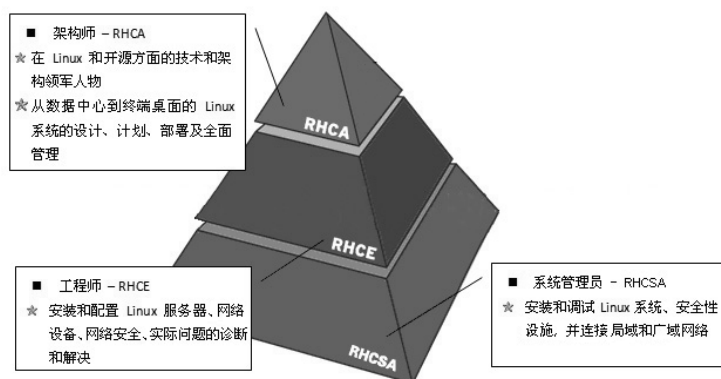 ■ 架构师 – RHCA
☆ 在 Linux 和开源方面的技术和架
构领军人物
☆ 从数据中心到终端桌面的 Linux
系统的设计、计划、部署及全面
管理
RHCA
RHCE
■ 工程师 – RHCE
☆ 安装和配置 Linux 服务器、网络
设备、网络安全、实际问题的诊断
和解决
■ 系统管理员 - RHCSA
☆ 安装和调试 Linux 系统、安全性
设施, 并连接局域和广域网络
RHCSA